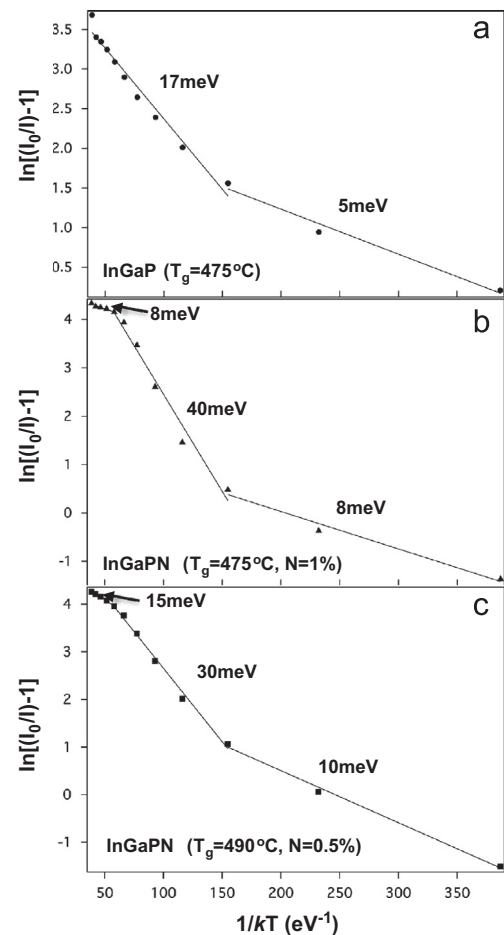 a
3.5
3.0
2.5
2.0
1.5
1.0
0.5
ln[(I₀/I)-1]
17meV
5meV
InGaP (Tg=475°C)
b
4
3
2
1
0
-1
ln[(I₀/I)-1]
8meV
40meV
8meV
InGaPN (Tg=475°C, N=1%)
c
4
3
2
1
0
-1
ln[(I₀/I)-1]
15meV
30meV
10meV
InGaPN (Tg=490°C, N=0.5%)
50 100 150 200 250 300 350
1/kT (eV⁻¹)